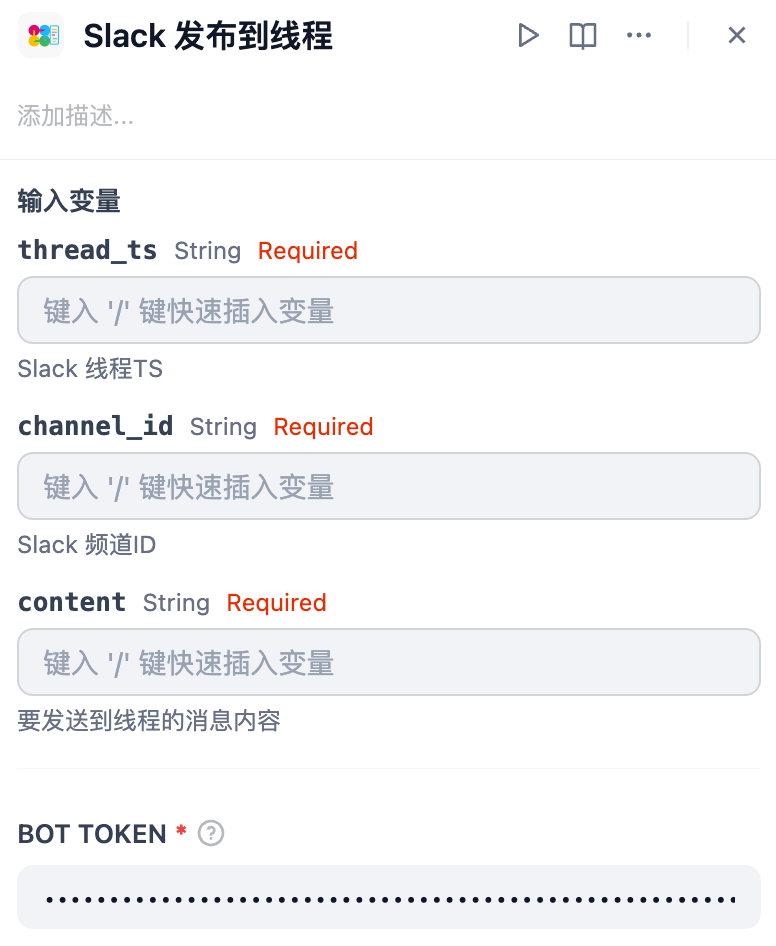 Slack 发布到线程
添加描述...
输入变量
thread_ts String Required
键入 '/' 键快速插入变量
Slack 线程TS
channel_id String Required
键入 '/' 键快速插入变量
Slack 频道ID
content String Required
键入 '/' 键快速插入变量
要发送到线程的消息内容
BOT TOKEN *